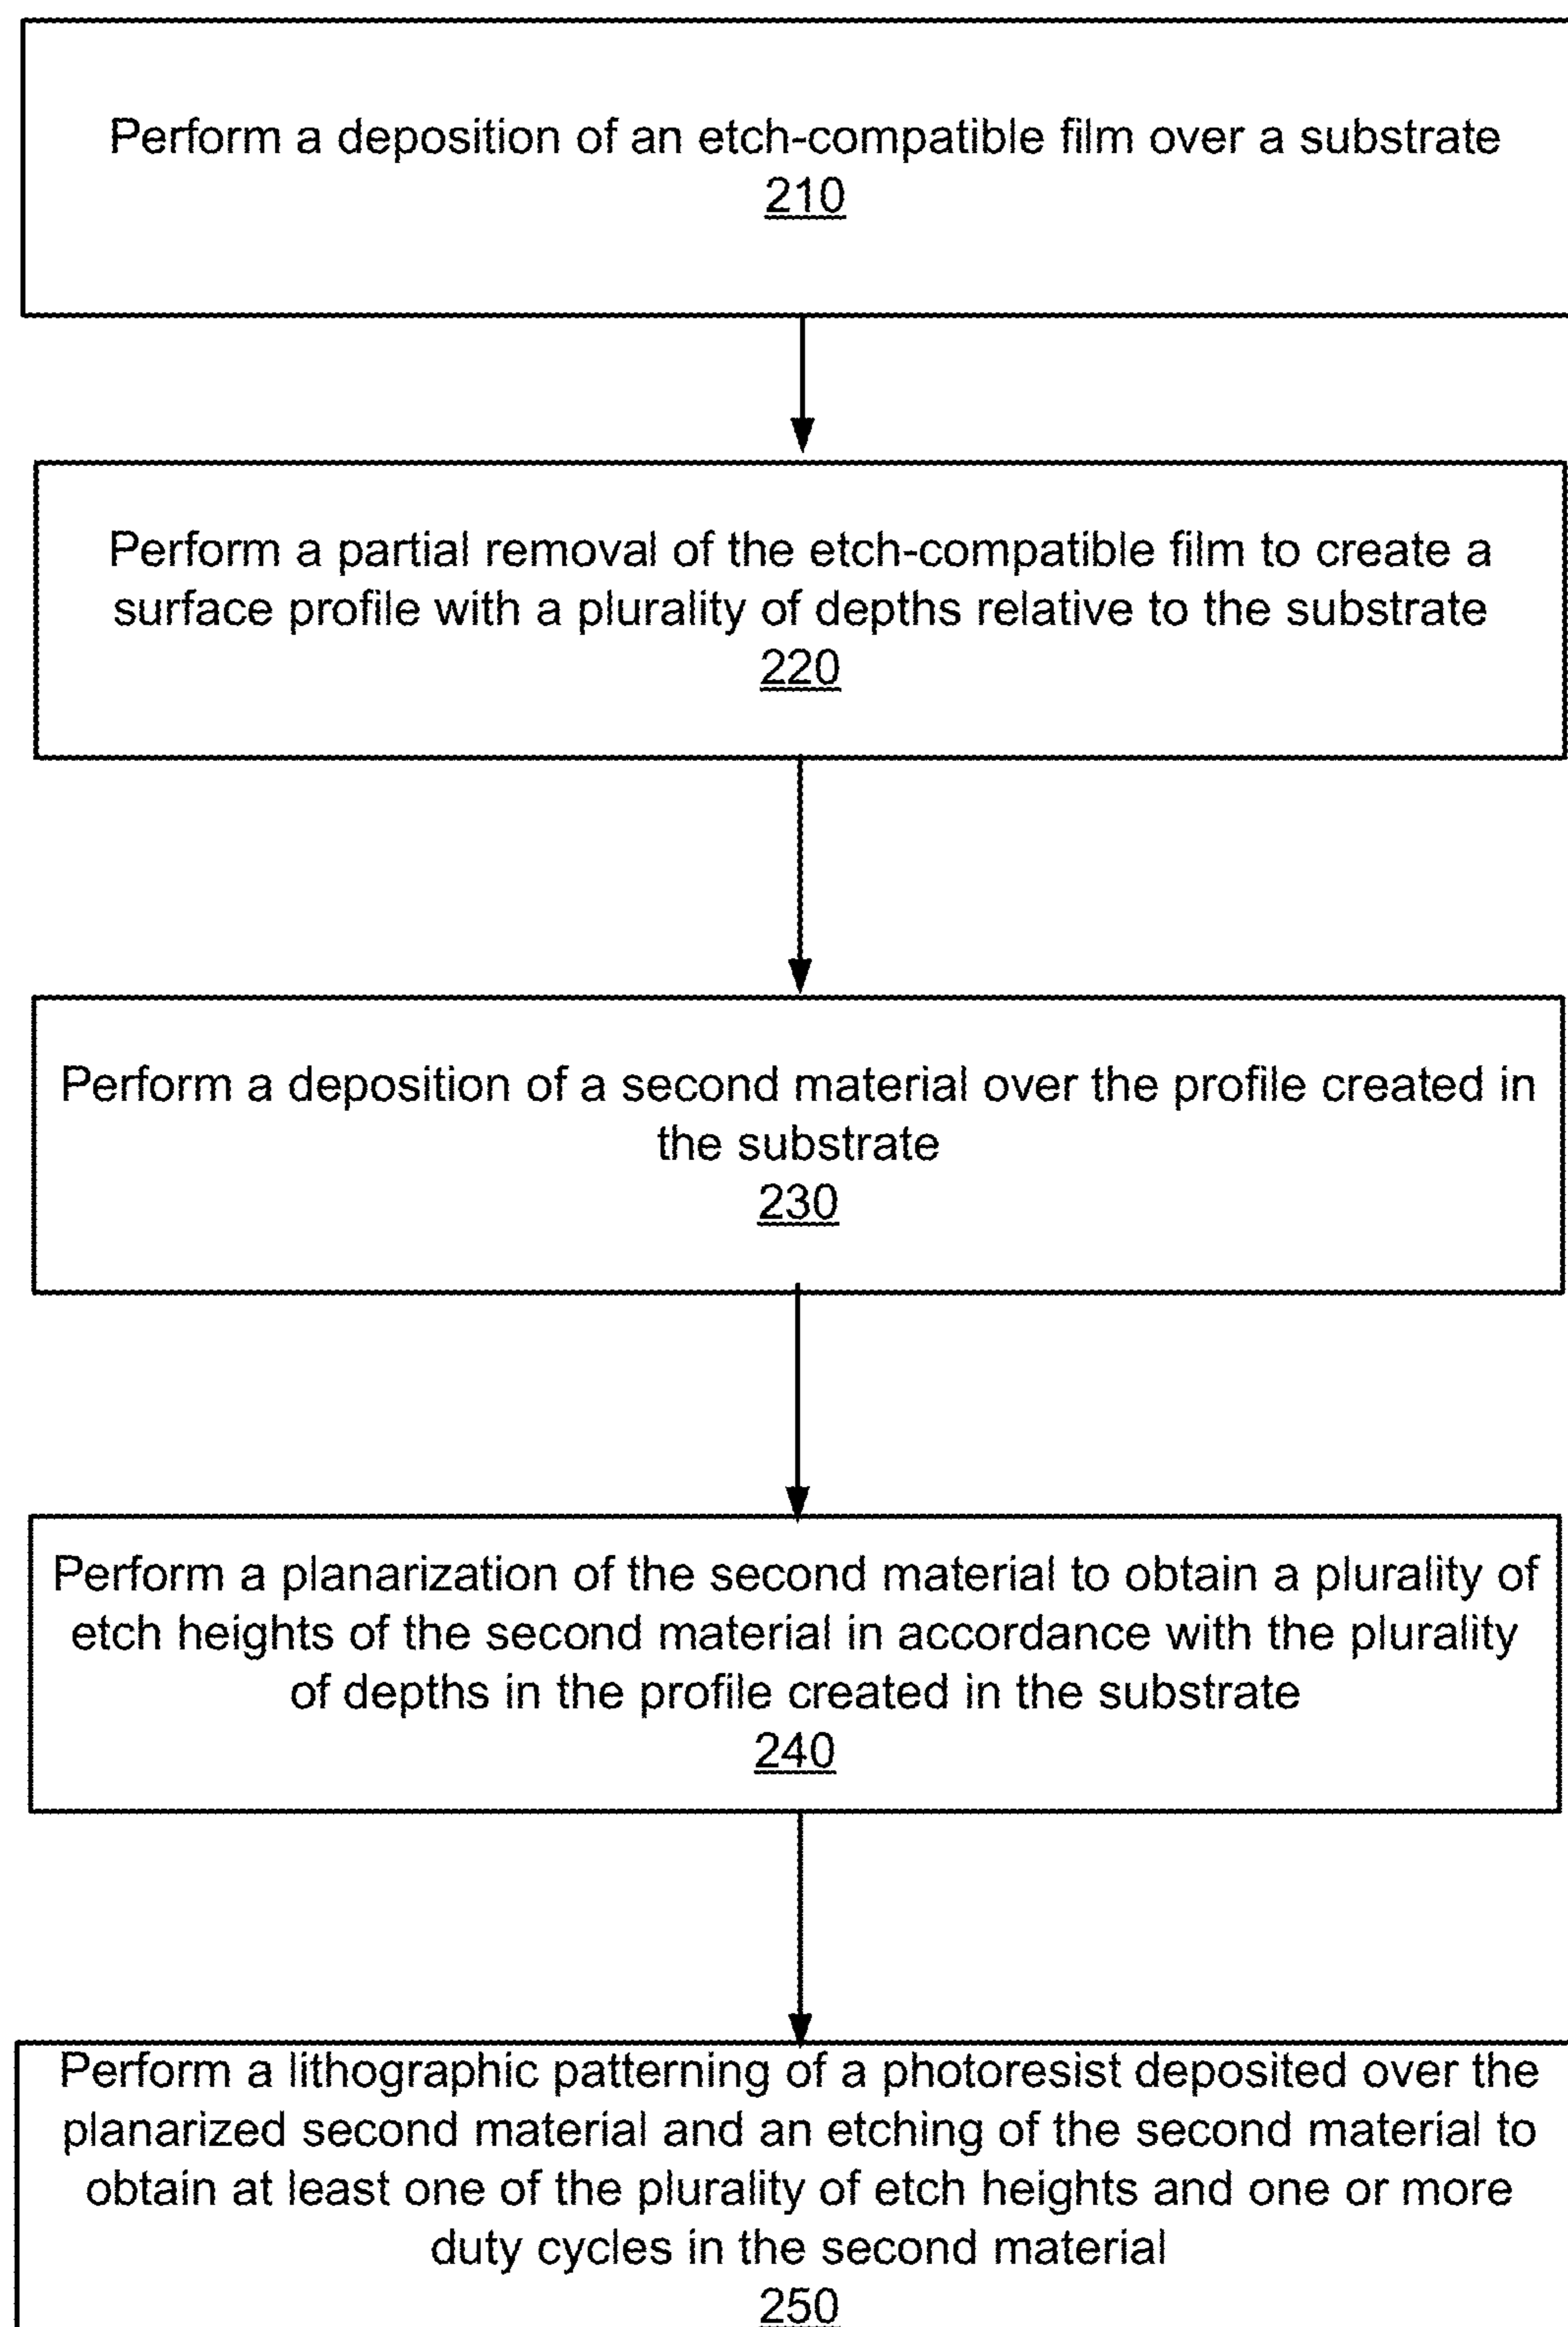 Perform a deposition of an etch-compatible film over a substrate
210
Perform a partial removal of the etch-compatible film to create a
surface profile with a plurality of depths relative to the substrate
220
Perform a deposition of a second material over the profile created in
the substrate
230
Perform a planarization of the second material to obtain a plurality of
etch heights of the second material in accordance with the plurality
of depths in the profile created in the substrate
240
Perform a lithographic patterning of a photoresist deposited over the
planarized second material and an etching of the second material to
obtain at least one of the plurality of etch heights and one or more
duty cycles in the second material
250